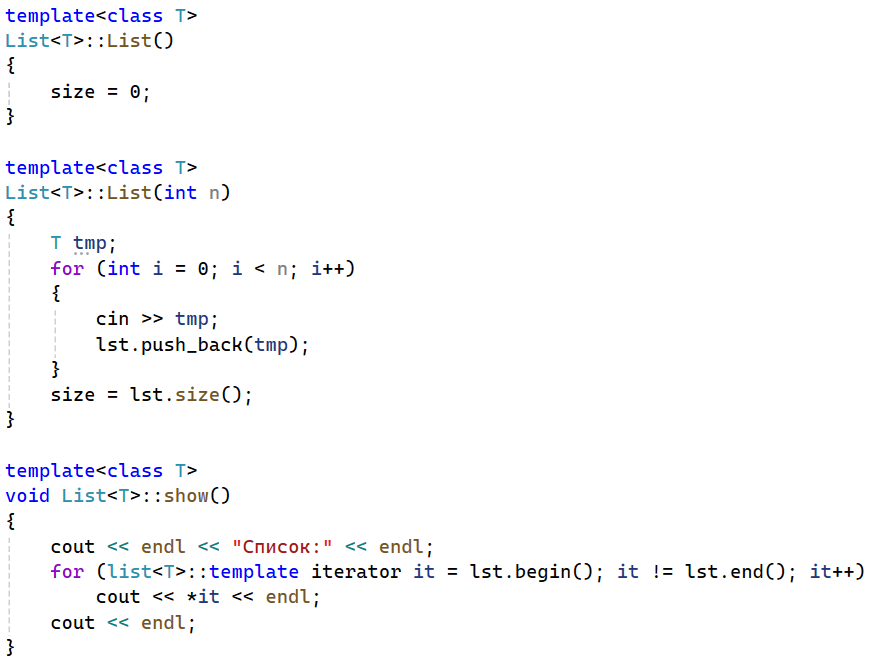 template<class T>
List<T>::List()
{
    size = 0;
}

template<class T>
List<T>::List(int n)
{
    T tmp;
    for (int i = 0; i < n; i++)
    {
        cin >> tmp;
        lst.push_back(tmp);
    }
    size = lst.size();
}

template<class T>
void List<T>::show()
{
    cout << endl << "Список:" << endl;
    for (list<T>::template iterator it = lst.begin(); it != lst.end(); it++)
        cout << *it << endl;
    cout << endl;
}